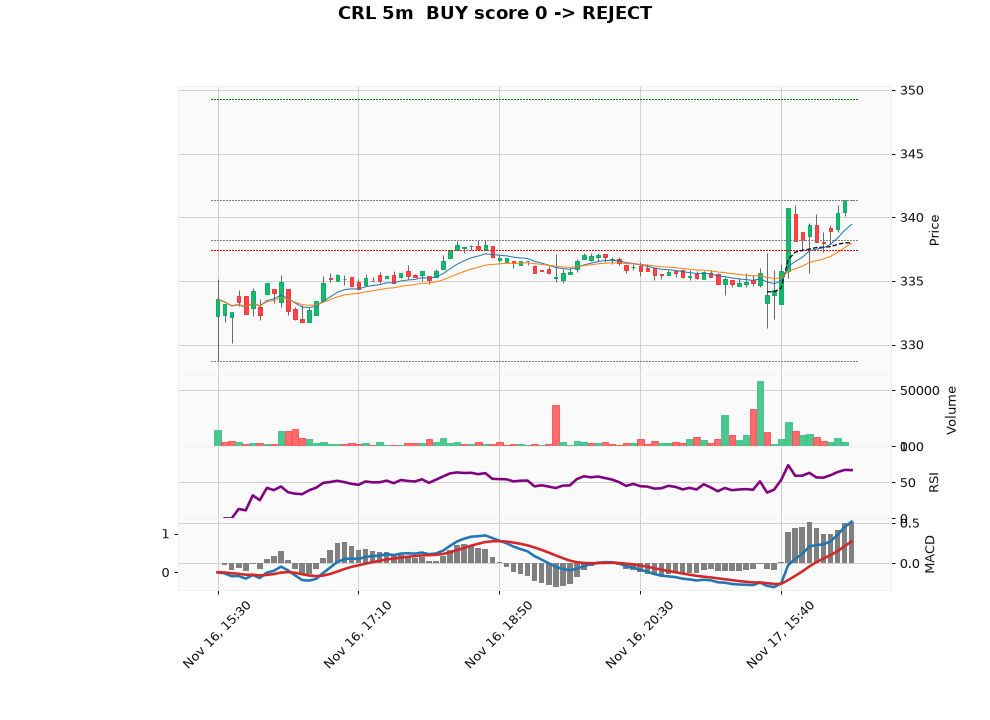 CRL 5m  BUY score 0 -> REJECT
350
345
340
335
330
Price
50000
0
Volume
100
50
0
RSI
1
0
0.5
0.0
MACD
Nov 16, 15:30
Nov 16, 17:10
Nov 16, 18:50
Nov 16, 20:30
Nov 17, 15:40